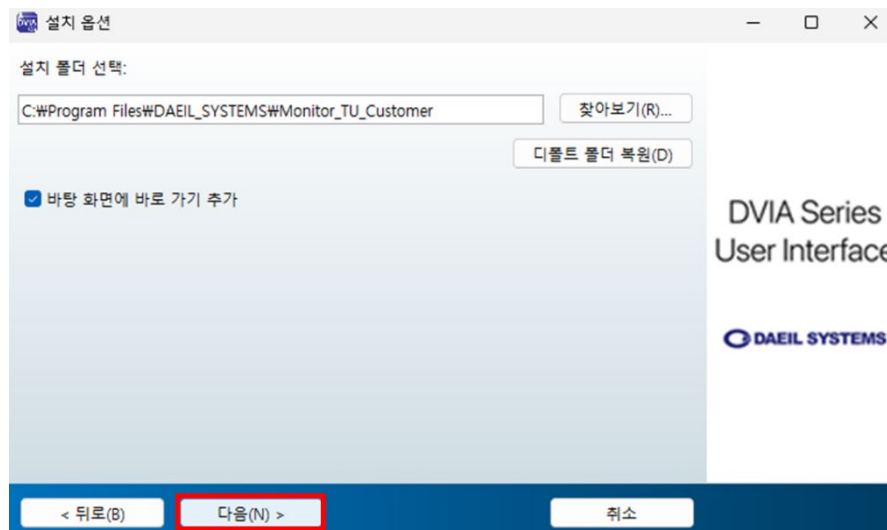 설치 옵션
설치 폴더 선택:
C:₩Program Files₩DAEIL_SYSTEMS₩Monitor_TU_Customer
찾아보기(R)...
디폴트 폴더 복원(D)
바탕 화면에 바로 가기 추가
DVIA Series
User Interface
DAEIL SYSTEMS
< 뒤로(B)
다음(N) >
취소